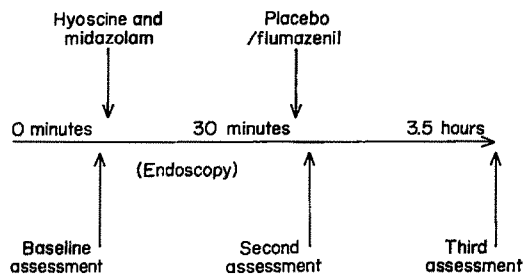 Hyoscine and
midazolam
Placebo
/flumazenil
0 minutes
30 minutes
3.5 hours
(Endoscopy)
Baseline
assessment
Second
assessment
Third
assessment